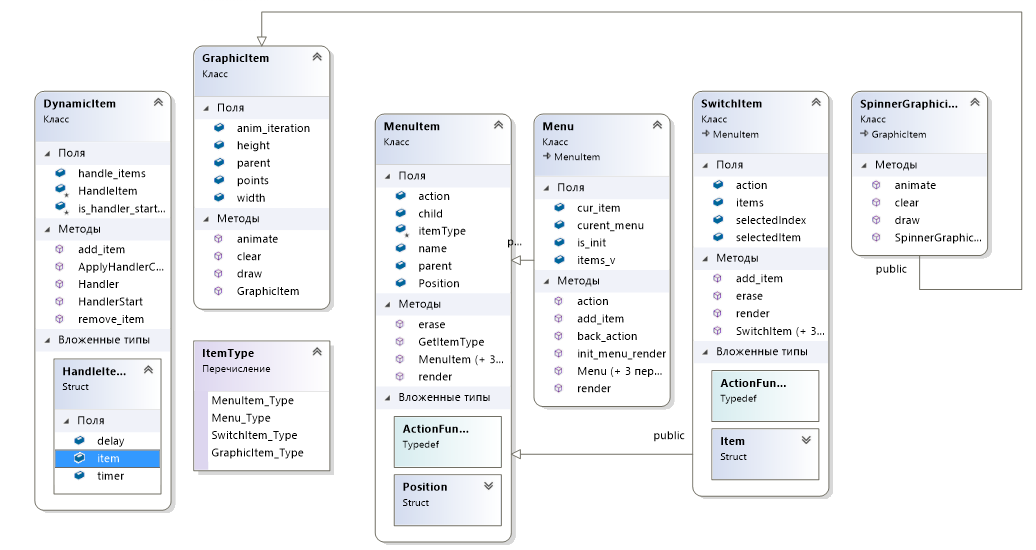 DynamicItem
Класс
Поля
handle_items
HandleItem
is_handler_start...
Методы
add_item
ApplyHandlerC...
Handler
HandlerStart
remove_item
Вложенные типы
HandleIte...
Struct
Поля
delay
item
timer
GraphicItem
Класс
Поля
anim_iteration
height
parent
points
width
Методы
animate
clear
draw
GraphicItem
ItemType
Перечисление
MenuItem_Type
Menu_Type
SwitchItem_Type
GraphicItem_Type
MenuItem
Класс
Поля
action
child
itemType
name
parent
Position
Методы
erase
GetItemType
MenuItem (+ 3...
render
Вложенные типы
ActionFun...
Typedef
Position
Struct
p...
Menu
Класс
MenuItem
Поля
cur_item
curent_menu
is_init
items_v
Методы
action
add_item
back_action
init_menu_render
Menu (+ 3 пер...
render
public
SwitchItem
Класс
MenuItem
Поля
action
items
selectedIndex
selectedItem
Методы
add_item
erase
render
SwitchItem (+ 3...
Вложенные типы
ActionFun...
Typedef
Item
Struct
SpinnerGraphici...
Класс
GraphicItem
Методы
animate
clear
draw
SpinnerGraphic...
public